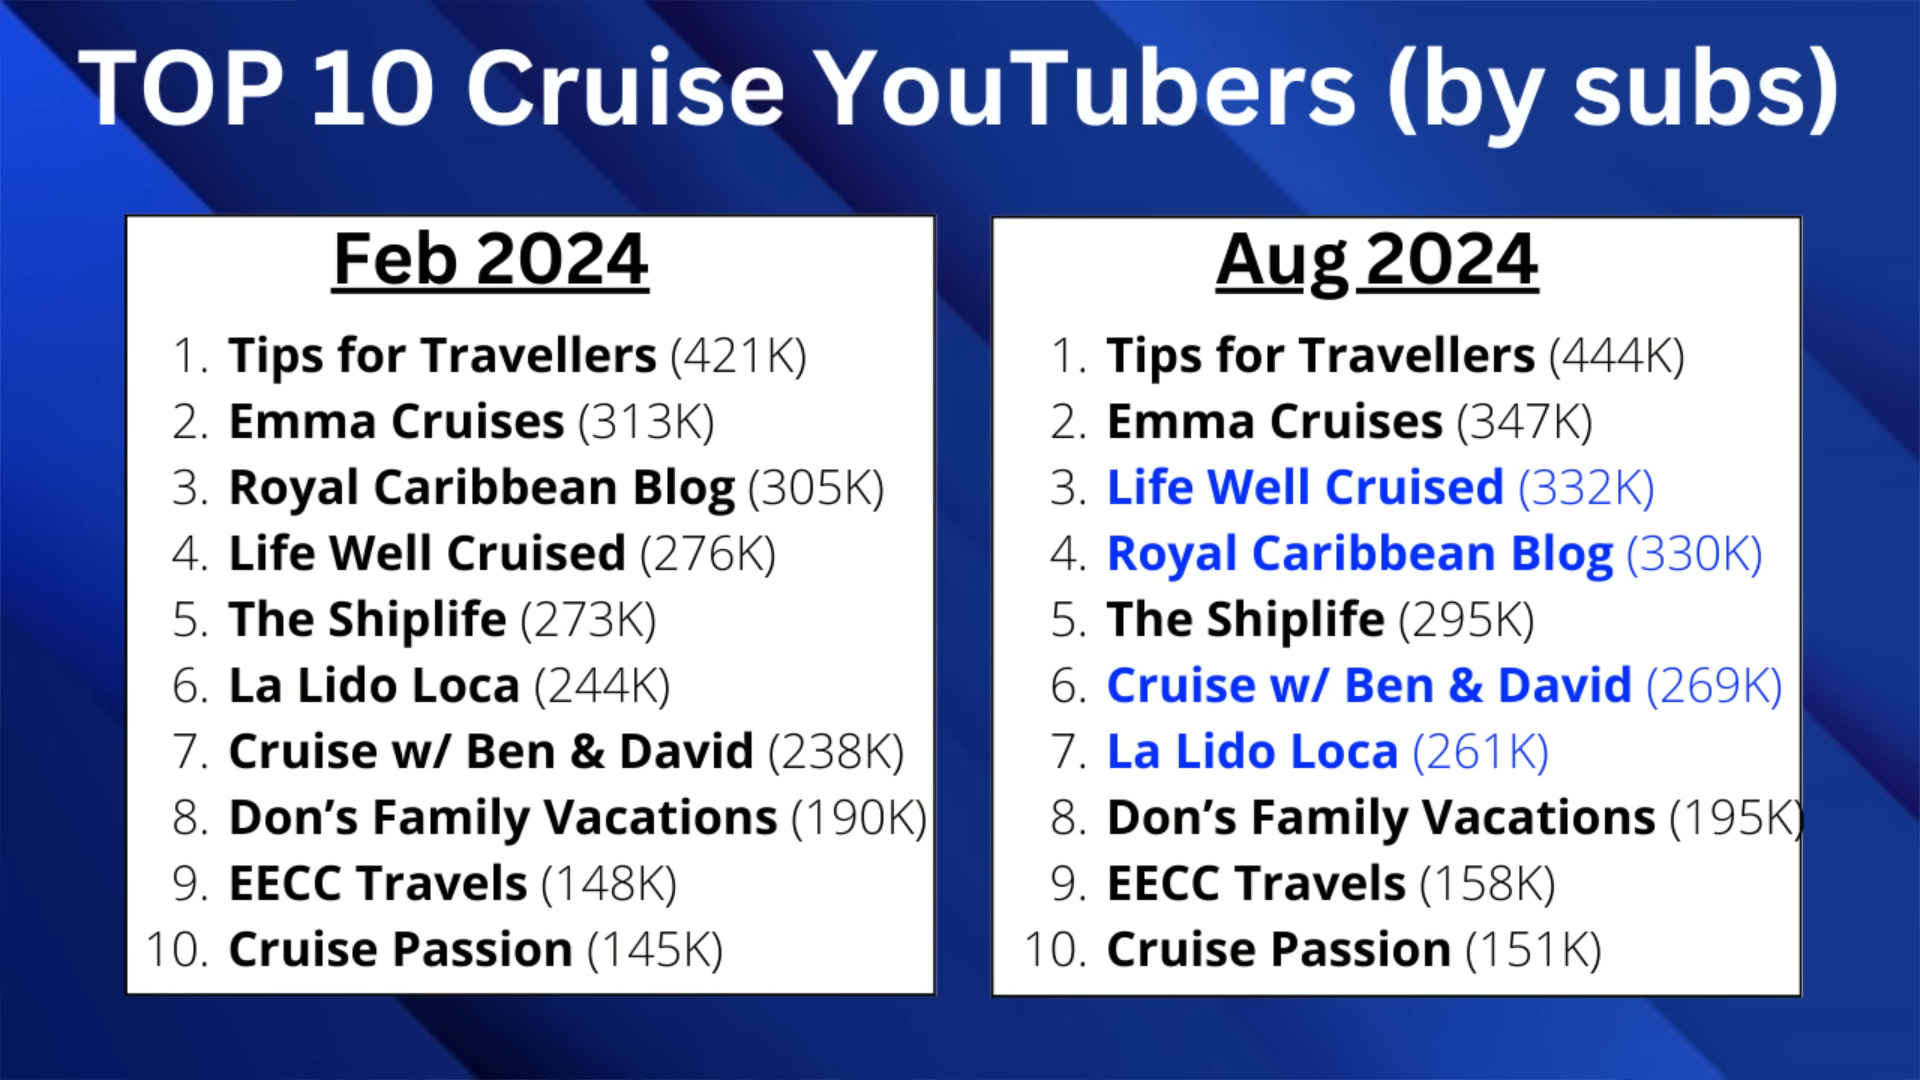 TOP 10 Cruise YouTubers (by subs)
Feb 2024
1. Tips for Travellers (421K)
2. Emma Cruises (313K)
3. Royal Caribbean Blog (305K)
4. Life Well Cruised (276K)
5. The Shiplife (273K)
6. La Lido Loca (244K)
7. Cruise w/ Ben & David (238K)
8. Don’s Family Vacations (190K)
9. EECC Travels (148K)
10. Cruise Passion (145K)
Aug 2024
1. Tips for Travellers (444K)
2. Emma Cruises (347K)
3. Life Well Cruised (332K)
4. Royal Caribbean Blog (330K)
5. The Shiplife (295K)
6. Cruise w/ Ben & David (269K)
7. La Lido Loca (261K)
8. Don’s Family Vacations (195K)
9. EECC Travels (158K)
10. Cruise Passion (151K)